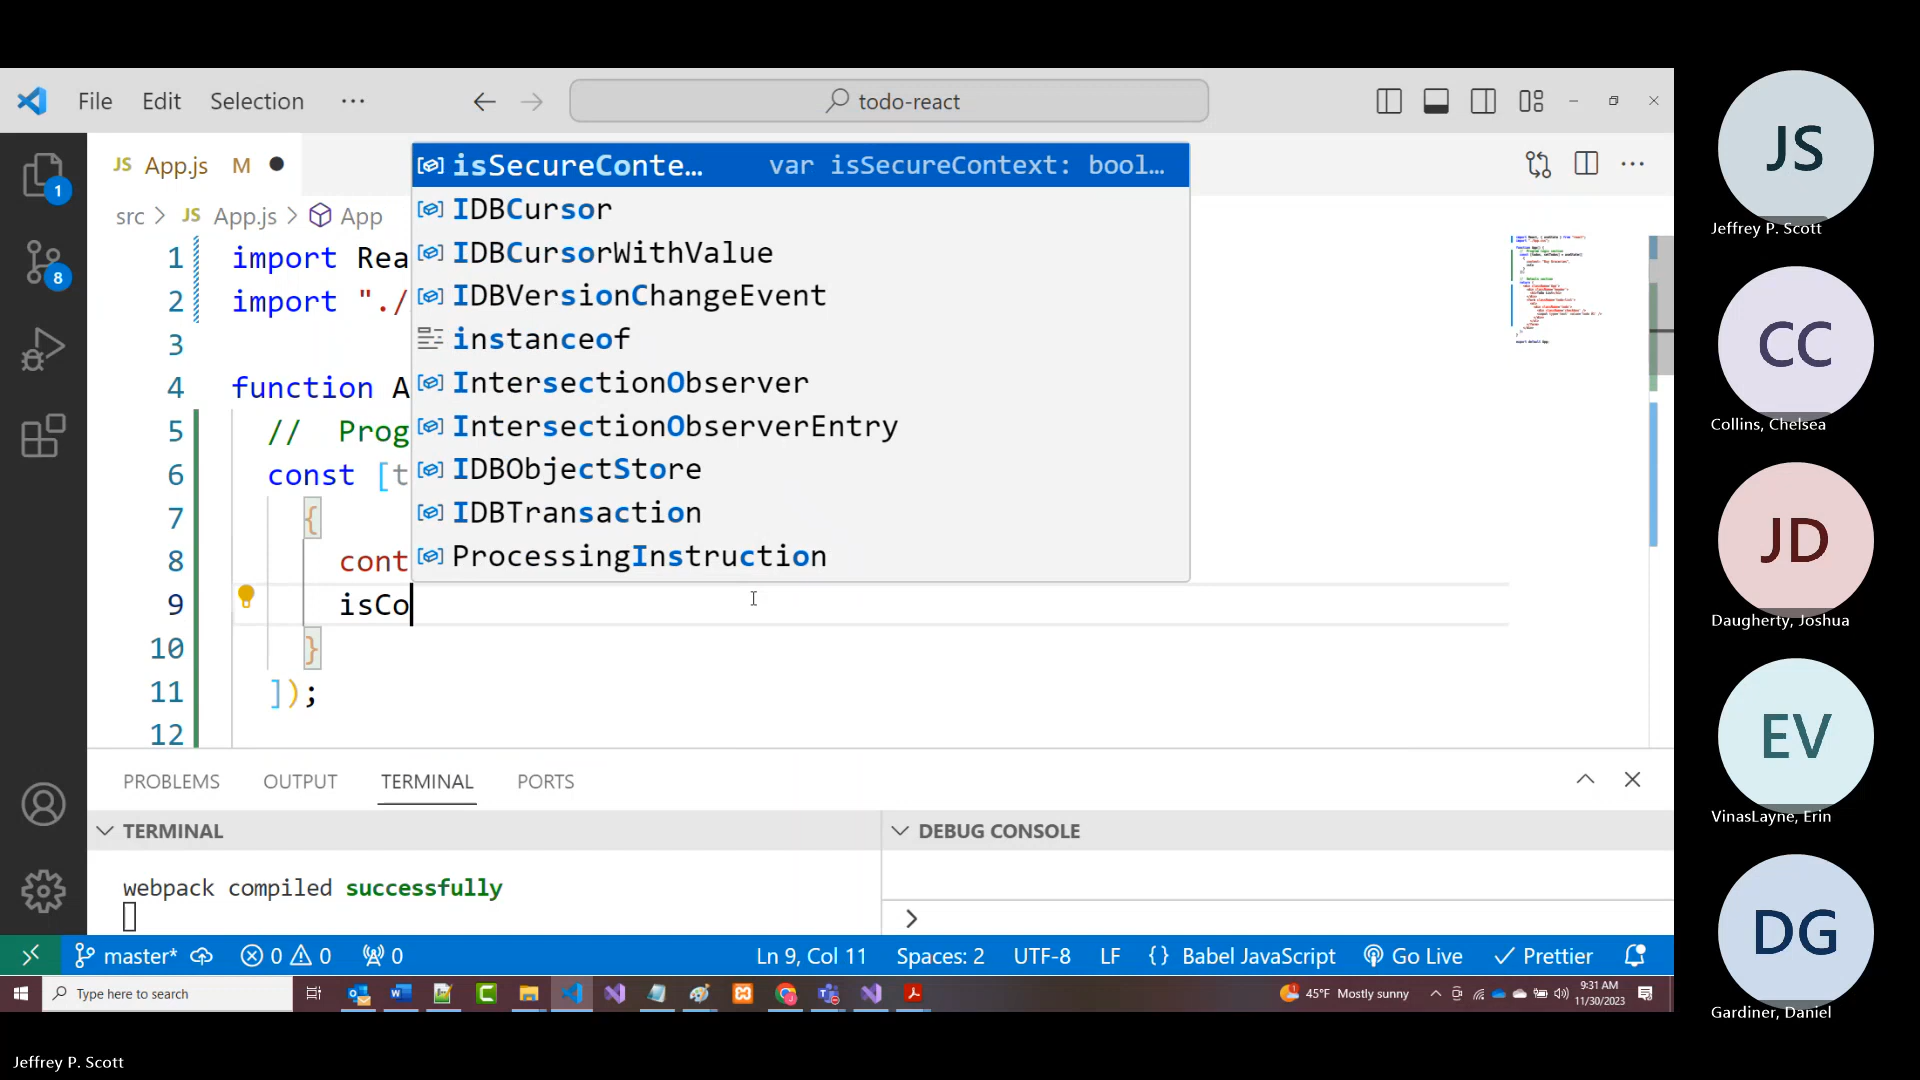 File Edit Selection ··· todo-react
JS App.js M
src > JS App.js > App
isSecureConte… var isSecureContext: bool…
IDBCursor
IDBCursorWithValue
IDBVersionChangeEvent
instanceof
IntersectionObserver
IntersectionObserverEntry
IDBObjectStore
IDBTransaction
ProcessingInstruction
1 import Rea
2 import "./
3
4 function A
5 // Prog
6 const [t
7 {
8 cont
9 isCo
10 }
11 ]);
12
PROBLEMS OUTPUT TERMINAL PORTS
TERMINAL
DEBUG CONSOLE
webpack compiled successfully
>
master* 0 0 0 Ln 9, Col 11 Spaces: 2 UTF-8 LF {} Babel JavaScript Go Live Prettier
Type here to search
45°F Mostly sunny
9:31 AM
11/30/2023
1
8
JS
Jeffrey P. Scott
CC
Collins, Chelsea
JD
Daugherty, Joshua
EV
VinasLayne, Erin
DG
Gardiner, Daniel
Jeffrey P. Scott